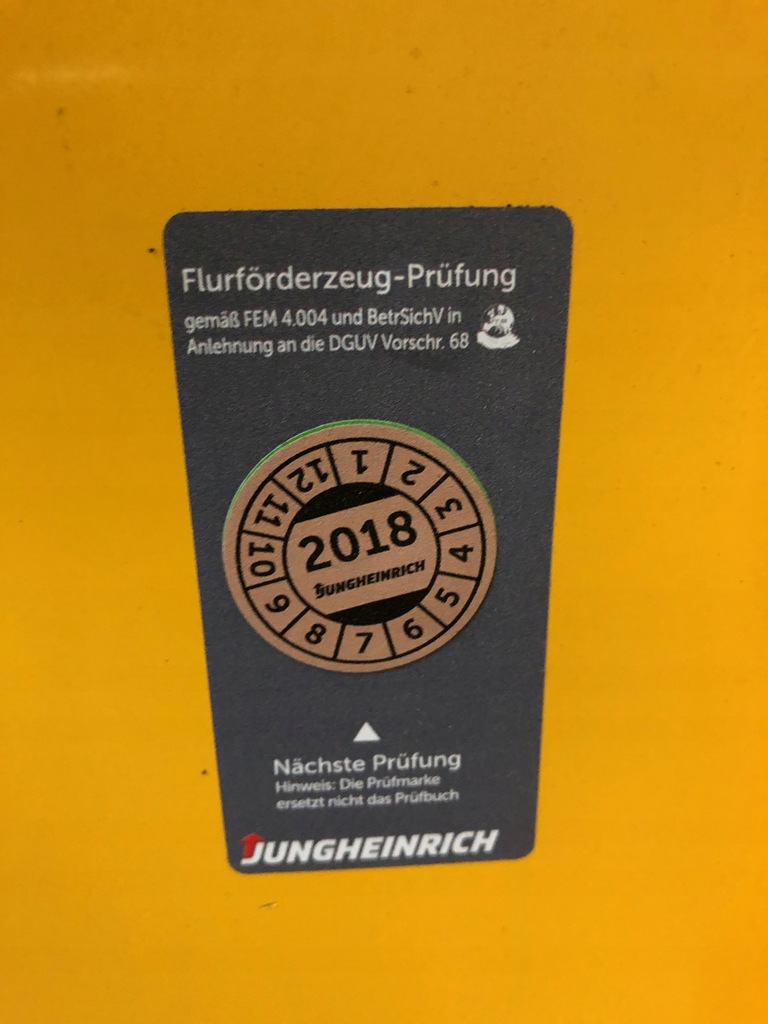 Flurförderzeug-Prüfung
gemäß FEM 4.004 und BetrSichV in
Anlehnung an die DGUV Vorschr. 68
1
2
3
4
5
6
7
8
9
10
11
12
2018
JUNGHEINRICH
Nächste Prüfung
Hinweis: Die Prüfmarke
ersetzt nicht das Prüfbuch
JUNGHEINRICH